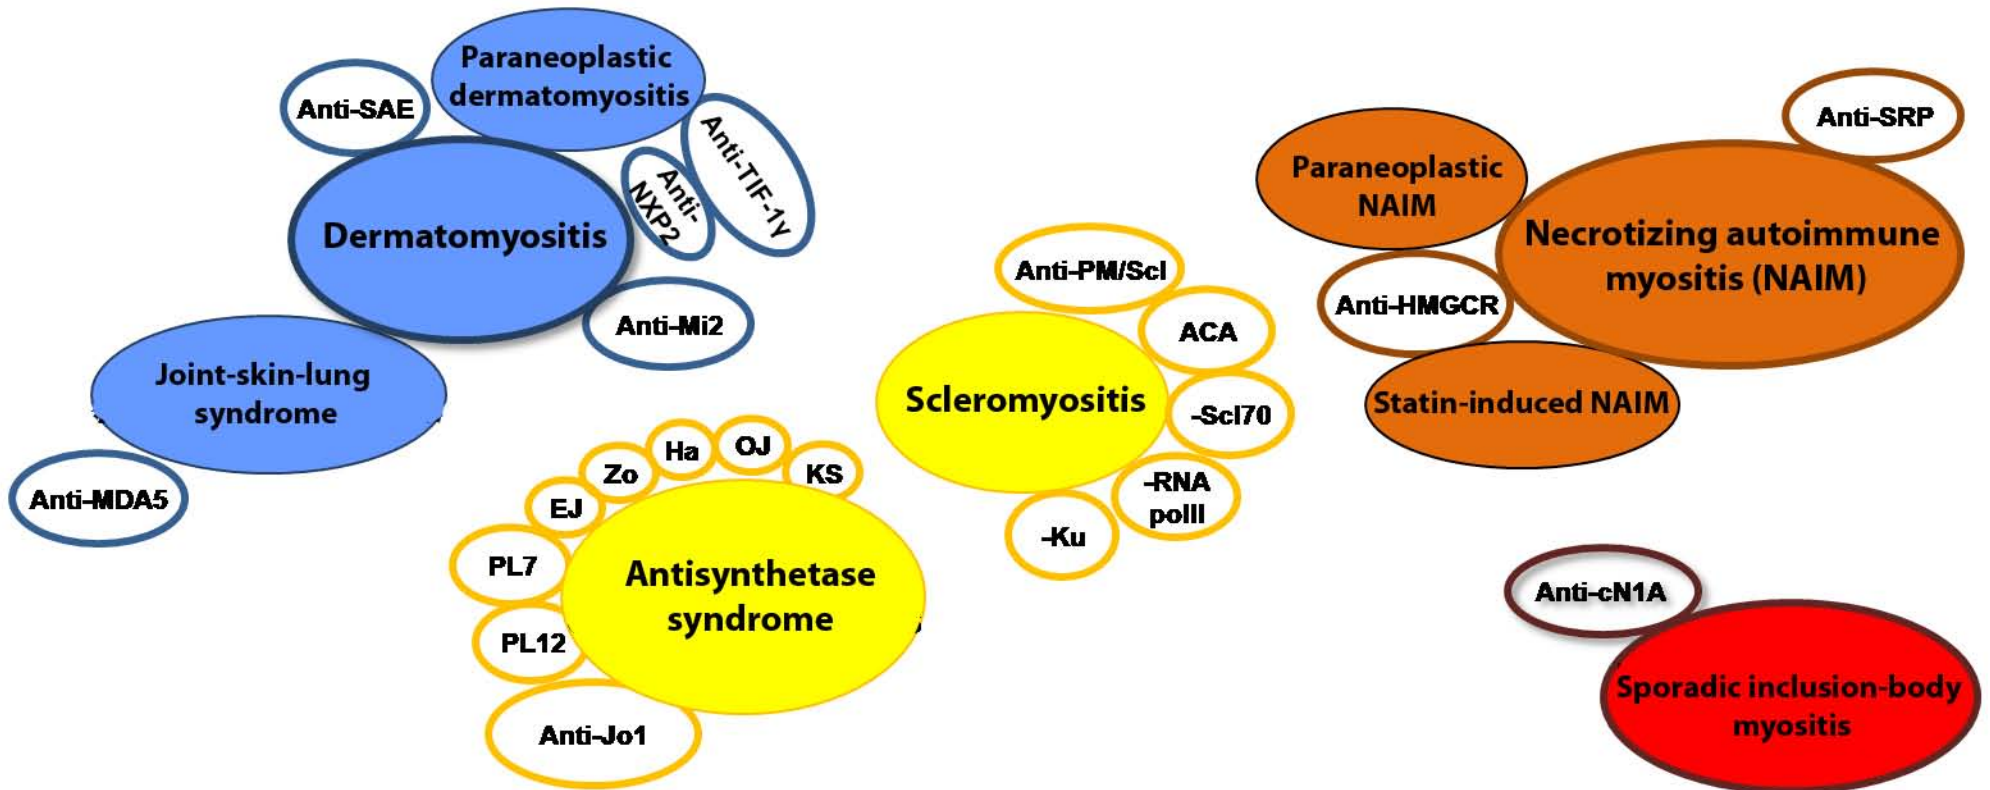 Paraneoplastic
dermatomyositis
Anti-SAE
Anti-TIF-1γ
Anti-
NXP2
Dermatomyositis
Anti-Mi2
Joint-skin-lung
syndrome
Anti-MDA5
Ha
OJ
Zo
KS
EJ
PL7
PL12
Antisynthetase
syndrome
Anti-Jo1
Anti-PM/Scl
ACA
Scleromyositis
-Scl70
-RNA
polII
-Ku
Anti-SRP
Paraneoplastic
NAIM
Necrotizing autoimmune
myositis (NAIM)
Anti-HMGCR
Statin-induced NAIM
Anti-cN1A
Sporadic inclusion-body
myositis